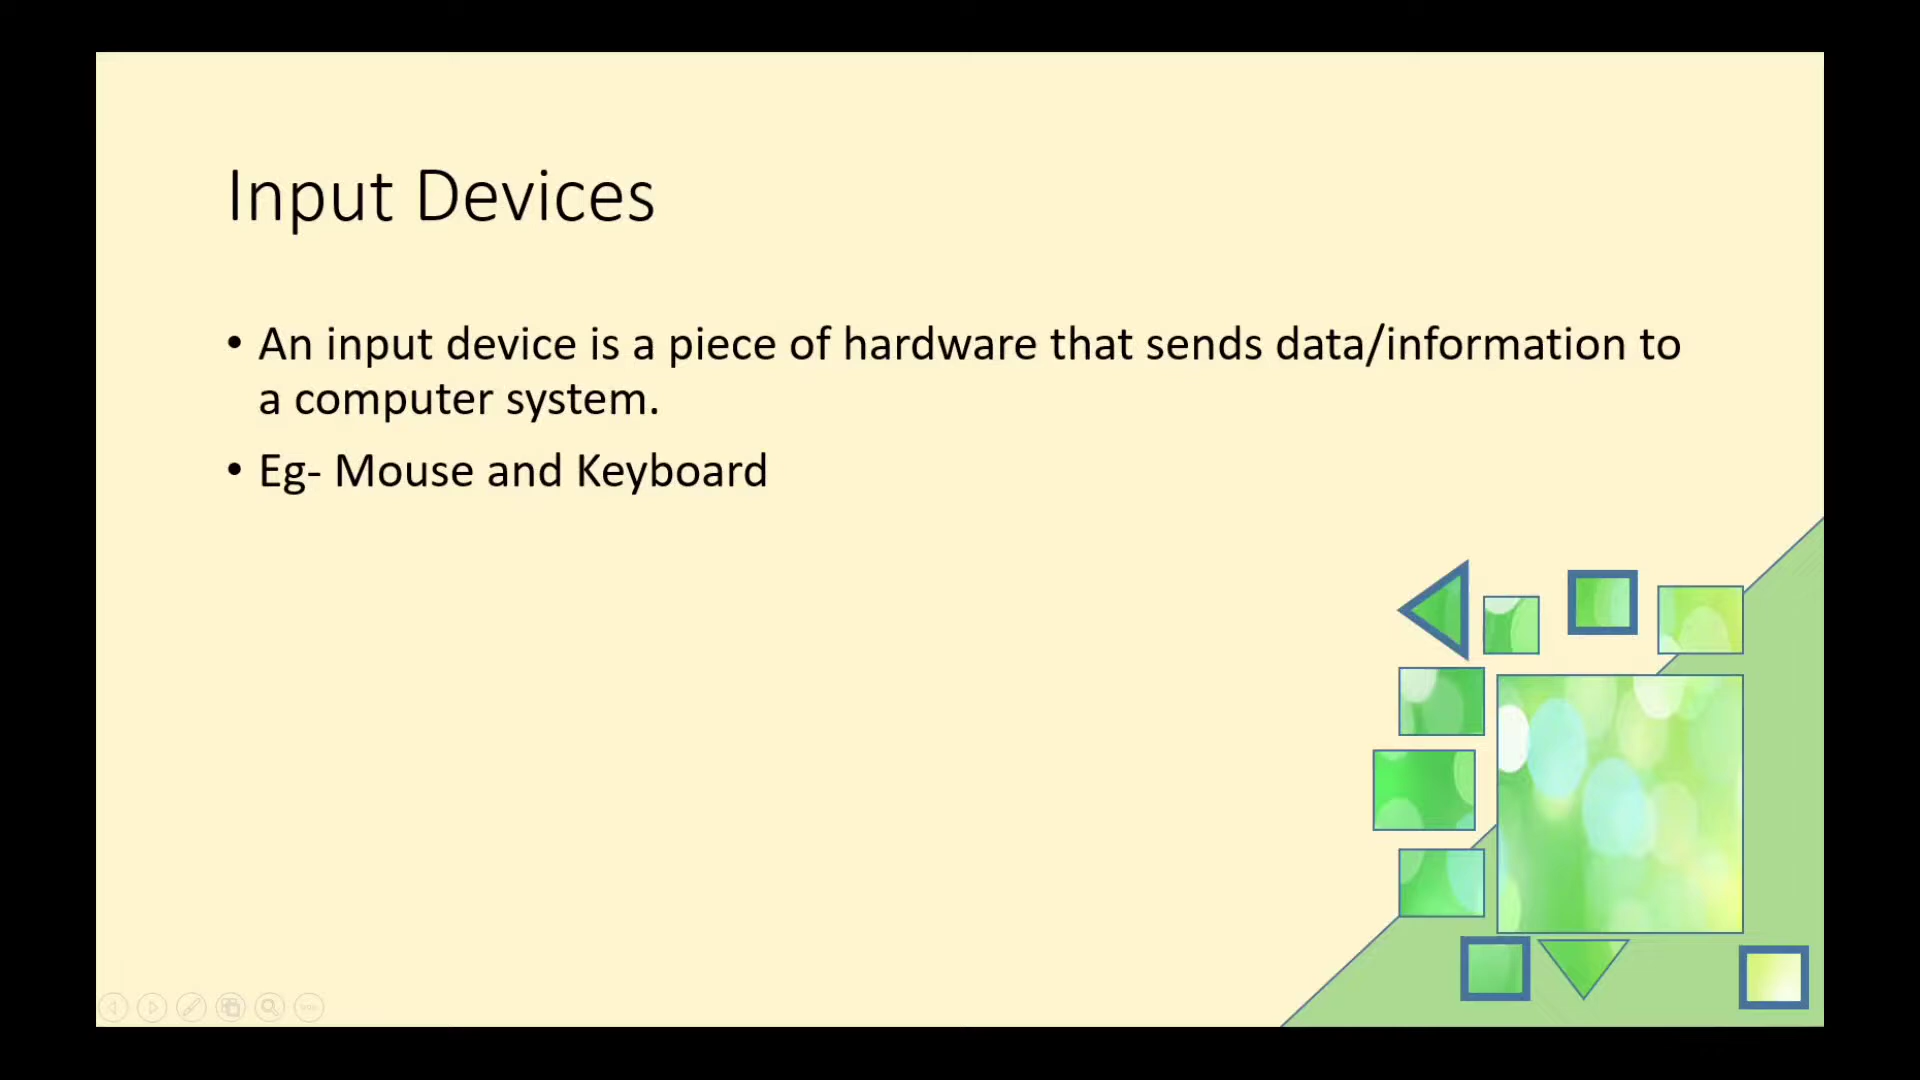 Input Devices
• An input device is a piece of hardware that sends data/information to
a computer system.
• Eg- Mouse and Keyboard